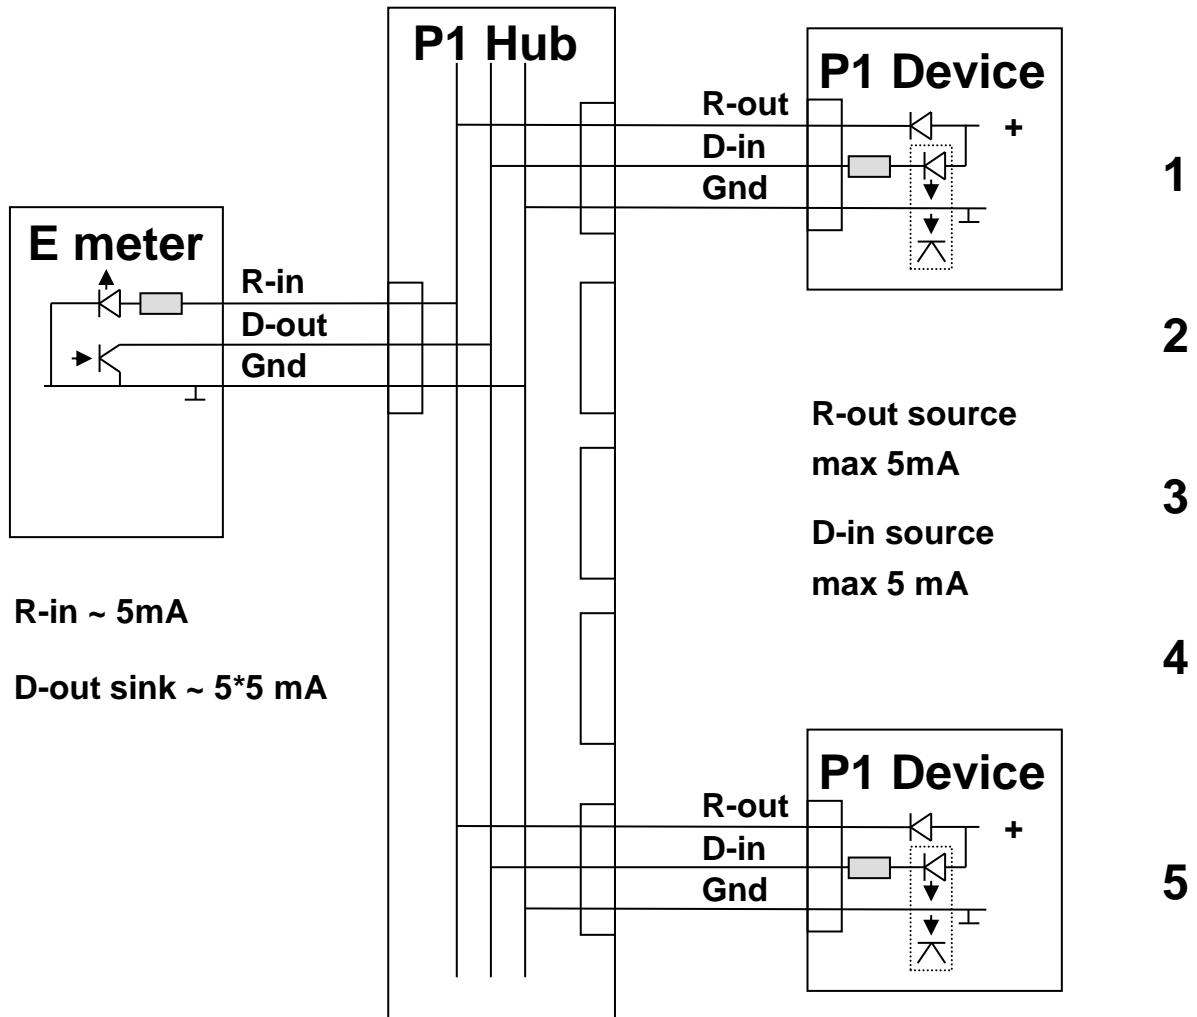 P1 Hub
P1 Device
R-out
+
D-in
Gnd
1
E meter
R-in
D-out
Gnd
2
R-out source
max 5mA
3
D-in source
max 5 mA
R-in ~ 5mA
4
D-out sink ~ 5*5 mA
P1 Device
R-out
+
D-in
Gnd
5